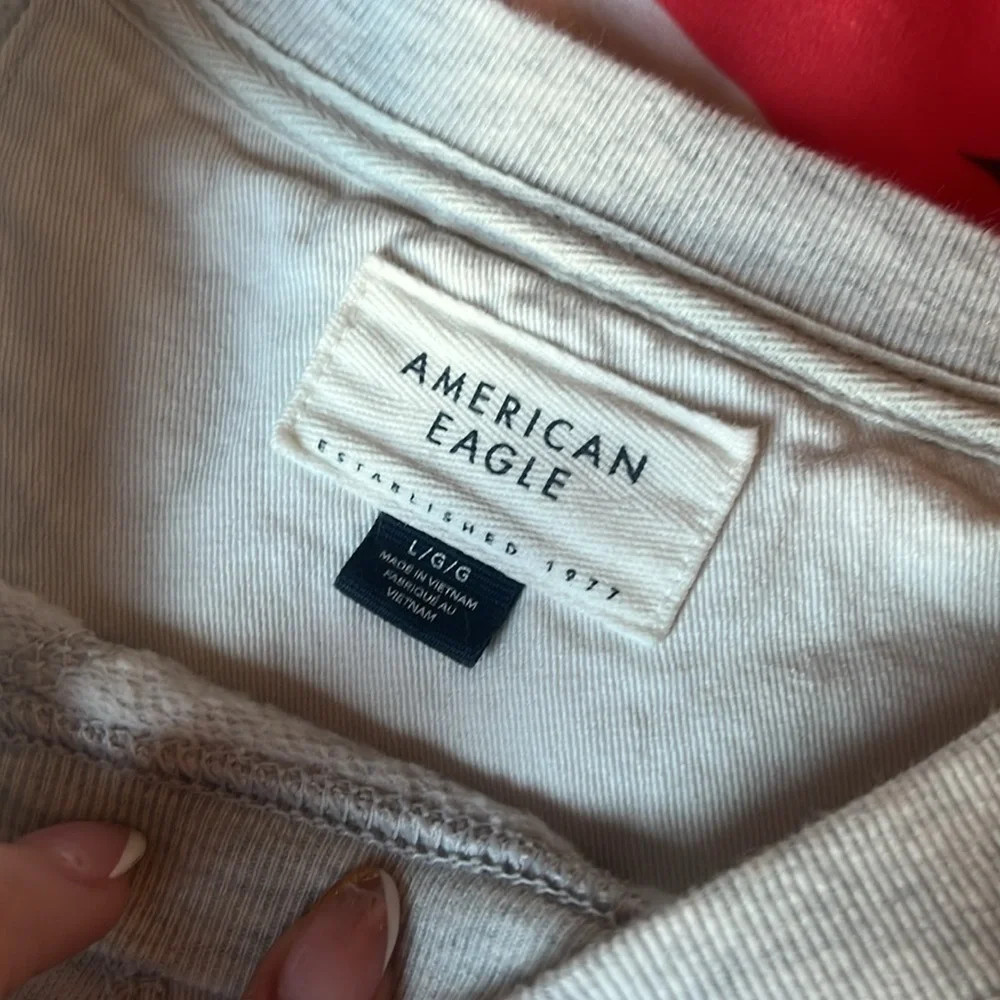 AMERICAN
EAGLE
ESTABLISHED 1977
L/G/G
MADE IN VIETNAM
FABRIQUÉ AU
VIETNAM